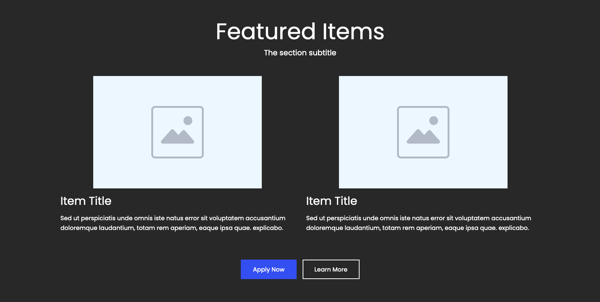 Featured Items
The section subtitle
Item Title
Sed ut perspiciatis unde omnis iste natus error sit voluptatem accusantium
doloremque laudantium, totam rem aperiam, eaque ipsa quae. explicabo.
Item Title
Sed ut perspiciatis unde omnis iste natus error sit voluptatem accusantium
doloremque laudantium, totam rem aperiam, eaque ipsa quae. explicabo.
Apply Now
Learn More